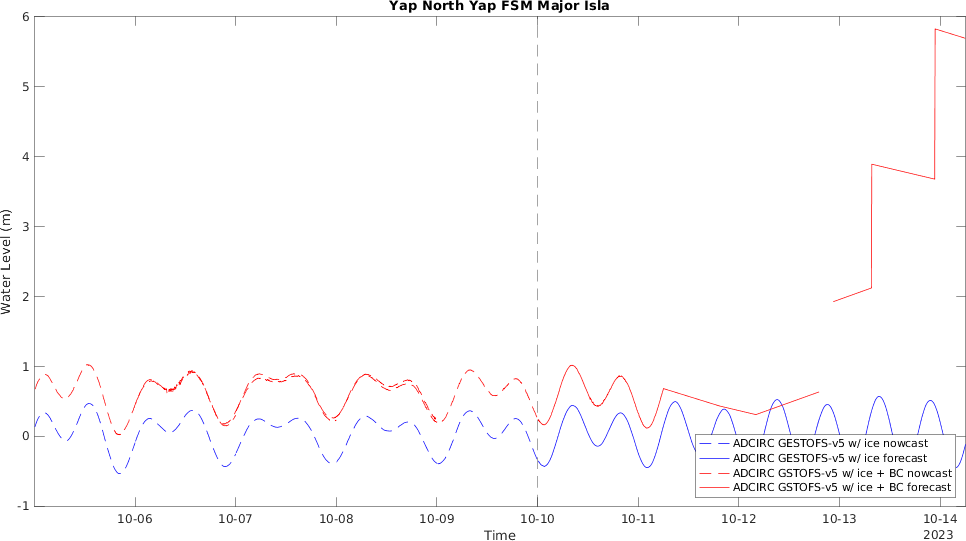 Yap North Yap FSM Major Isla
6
5
4
3
2
1
0
-1
Water Level (m)
10-06
10-07
10-08
10-09
10-10
10-11
10-12
10-13
10-14
2023
Time
ADCIRC GESTOFS-v5 w/ ice nowcast
ADCIRC GESTOFS-v5 w/ ice forecast
ADCIRC GSTOFS-v5 w/ ice + BC nowcast
ADCIRC GSTOFS-v5 w/ ice + BC forecast